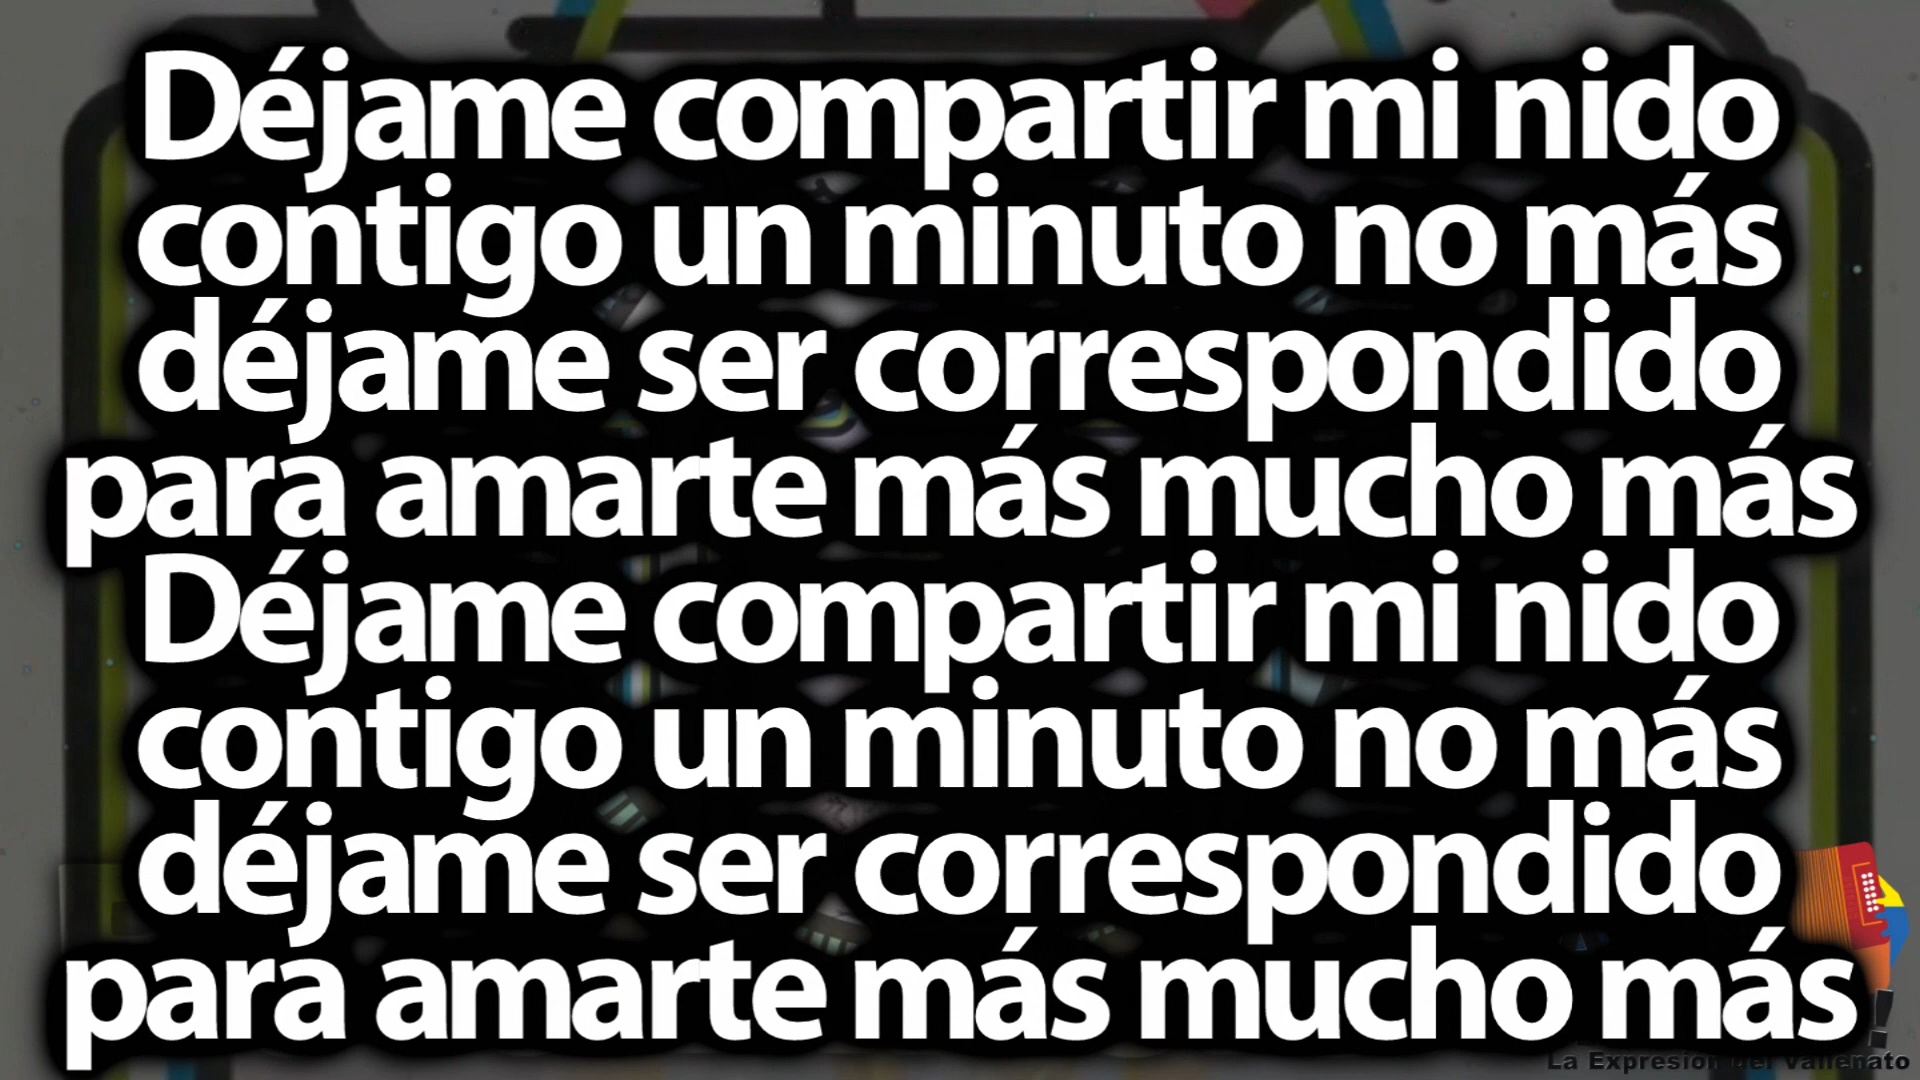 Déjame compartir mi nido
contigo un minuto no más
déjame ser correspondido
para amarte más mucho más
Déjame compartir mi nido
contigo un minuto no más
déjame ser correspondido
para amarte más mucho más
La Expresión del vallenato